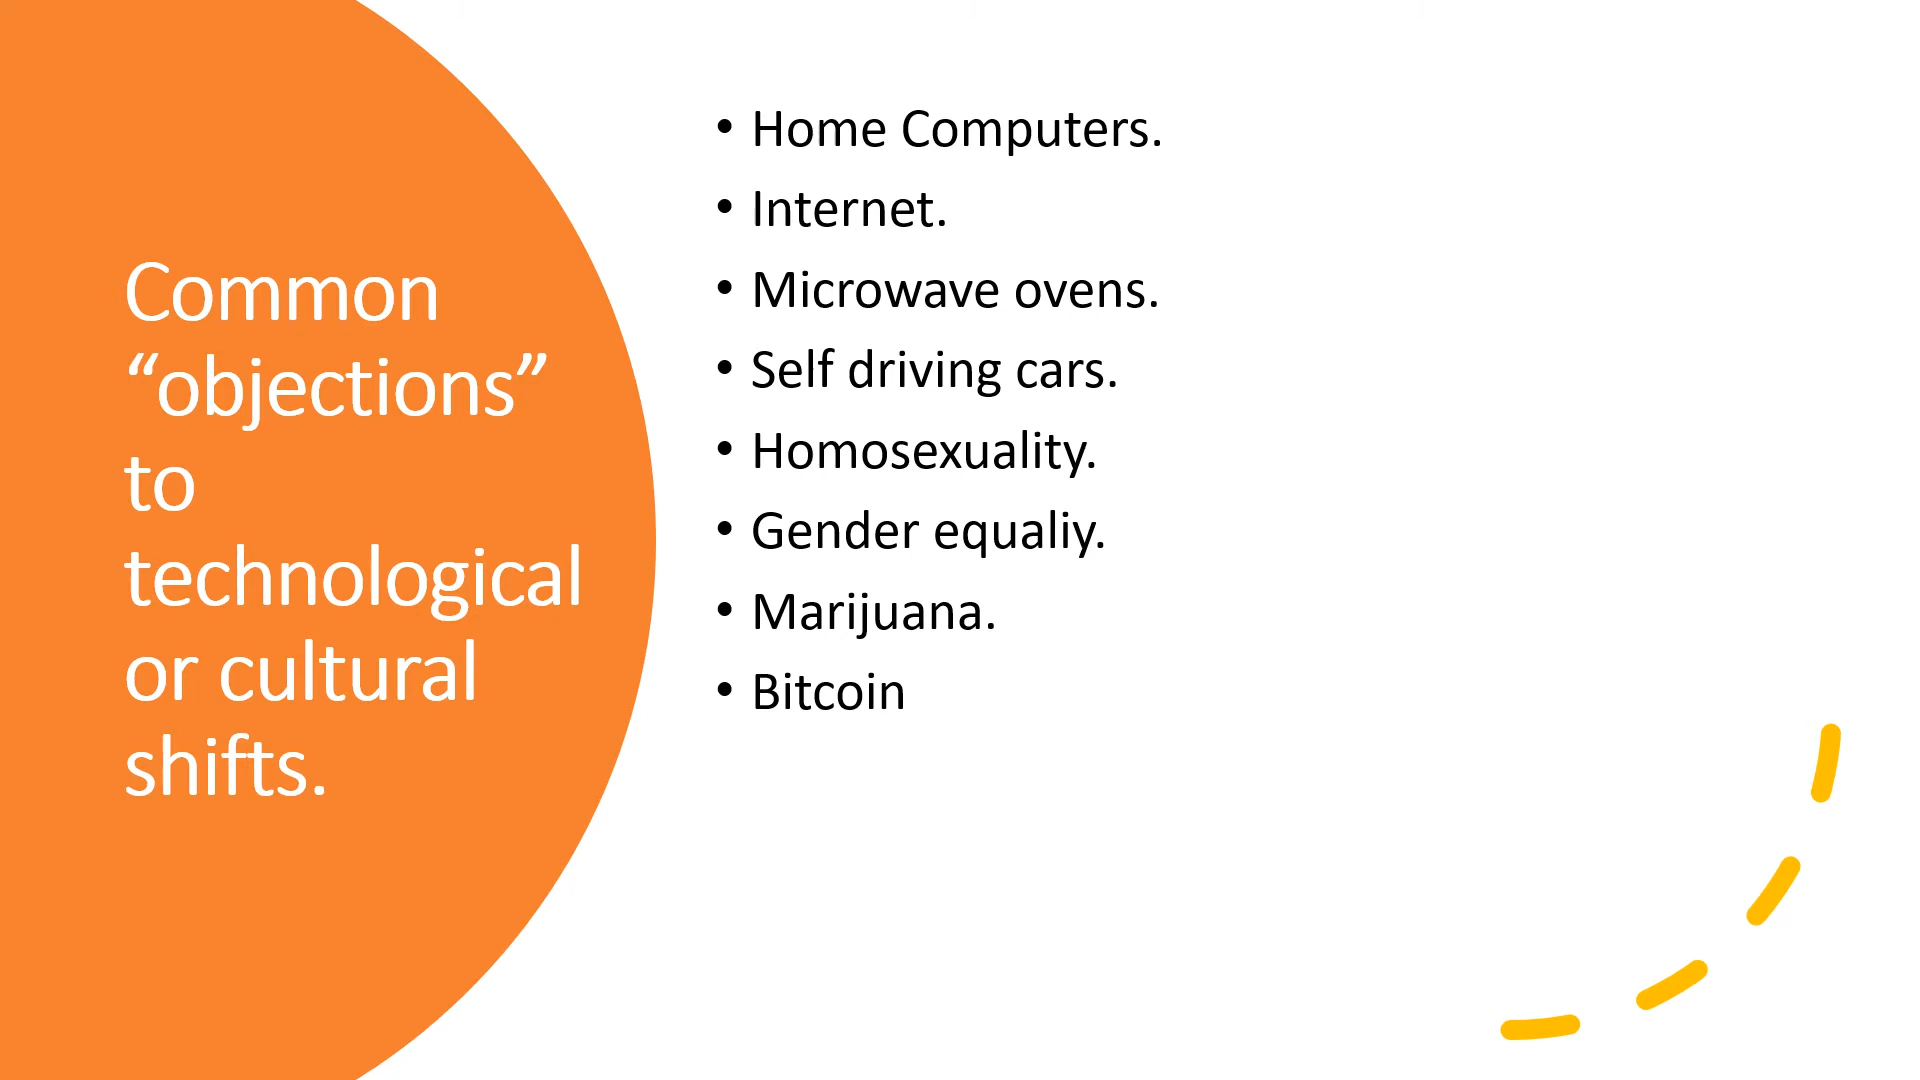 Common
“objections”
to
technological
or cultural
shifts.
• Home Computers.
• Internet.
• Microwave ovens.
• Self driving cars.
• Homosexuality.
• Gender equaliy.
• Marijuana.
• Bitcoin